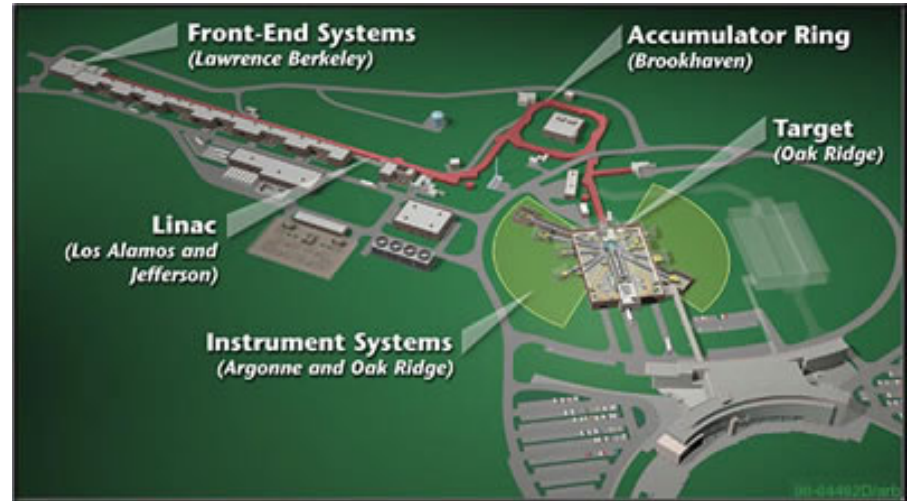 Front-End Systems
(Lawrence Berkeley)
Accumulator Ring
(Brookhaven)
Target
(Oak Ridge)
Linac
(Los Alamos and
Jefferson)
Instrument Systems
(Argonne and Oak Ridge)